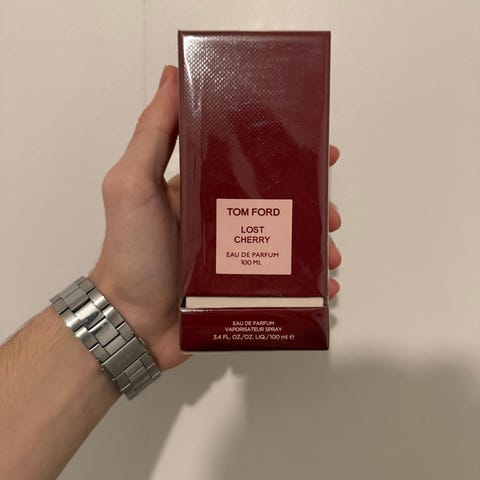 TOM FORD
LOST
CHERRY
EAU DE PARFUM
100 ML
EAU DE PARFUM
VAPORISATEUR SPRAY
3.4 FL. OZ./OZ. LIQ./100 ml ℮